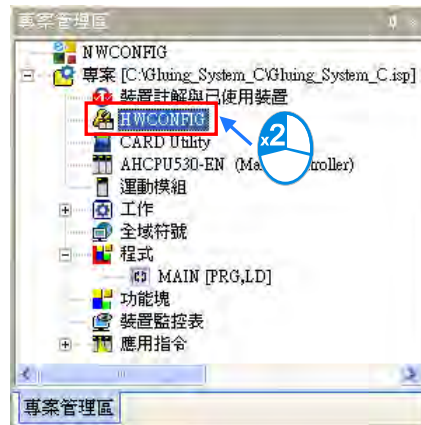 專案管理區
NWCONFIG
專案 [C:\Gluing_System_C\Gluing_System_C.isp]
裝置註解與已使用裝置
HWCONFIG
x2
CARD Utility
AHCPU530-EN (Ma roller)
運動模組
工作
全域符號
程式
MAIN [PRG,LD]
功能塊
裝置監控表
應用指令
專案管理區